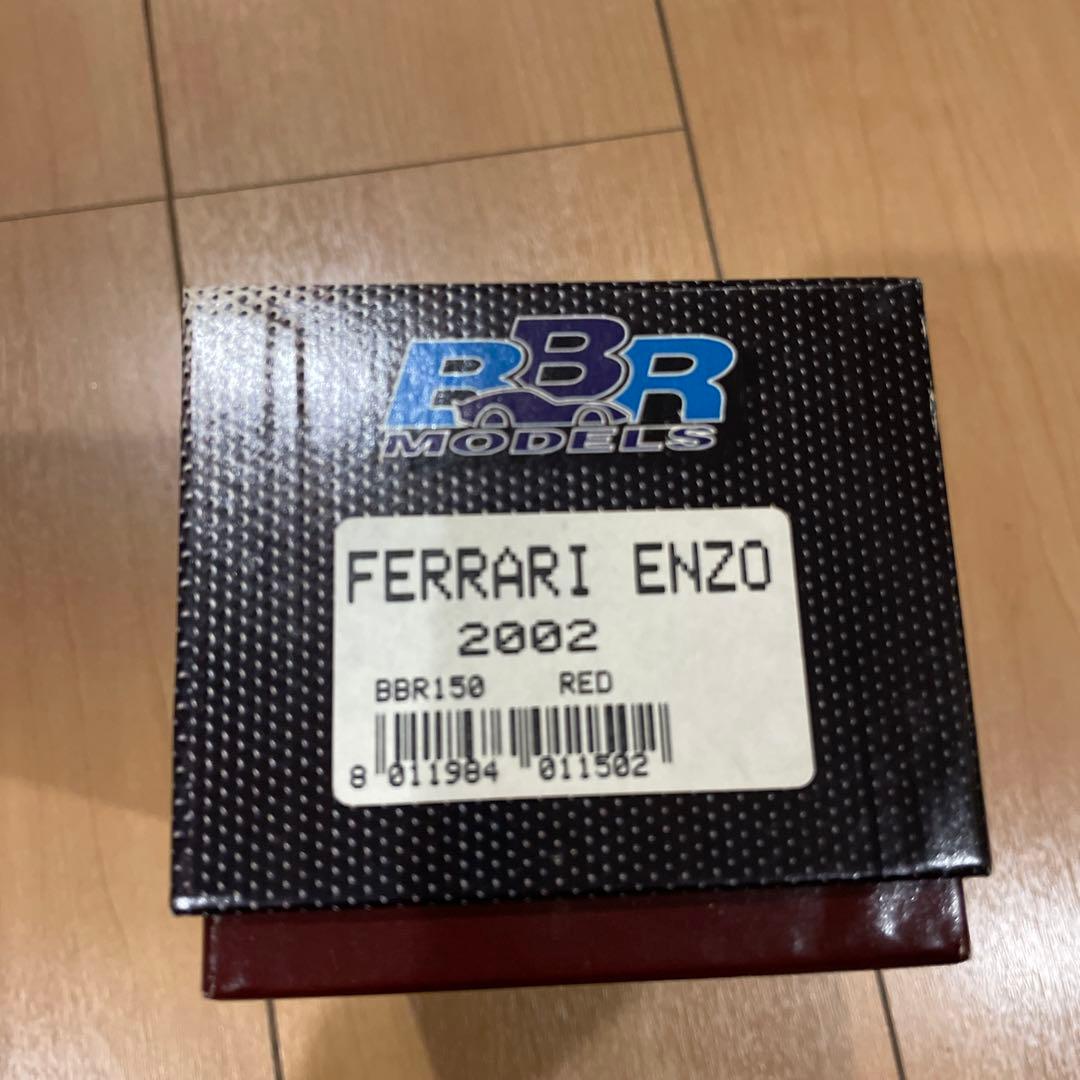 BBR
MODELS
FERRARI ENZO
2002
BBR150 RED
8 011984 011502